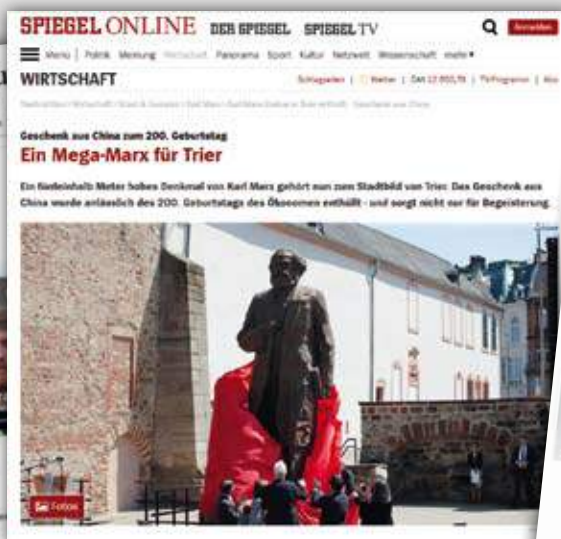 SPIEGEL ONLINE DER SPIEGEL SPIEGEL TV
Menü Politik Meinung Wirtschaft Panorama Sport Kultur Netzwelt Wissenschaft mehr
WIRTSCHAFT
Schlagzeilen | Wetter | DAX | TV-Programm | Abo
Geschenk aus China zum 200. Geburtstag
Ein Mega-Marx für Trier
Ein fünfeinhalb Meter hohes Denkmal von Karl Marx gehört nun zum Stadtbild von Trier. Das Geschenk aus
China wurde anlässlich des 200. Geburtstags des Ökonomen enthüllt - und sorgt nicht nur für Begeisterung.
Fotos